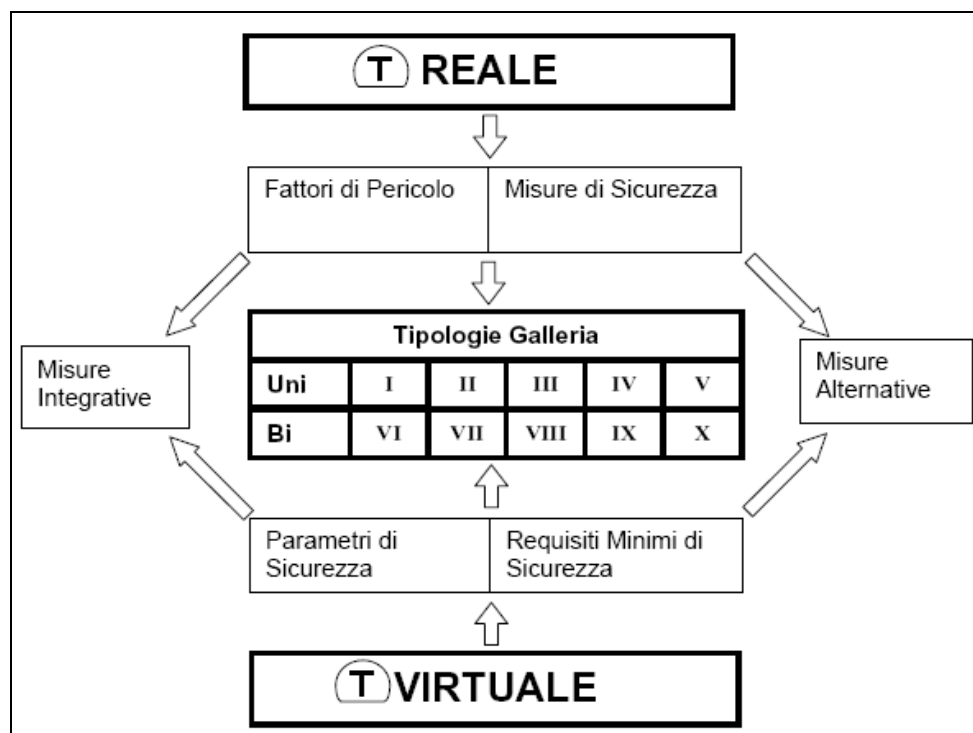 T REALE
Fattori di Pericolo
Misure di Sicurezza
Tipologie Galleria
Uni I II III IV V
Bi VI VII VIII IX X
Misure
Integrative
Misure
Alternative
Parametri di
Sicurezza
Requisiti Minimi di
Sicurezza
T VIRTUALE